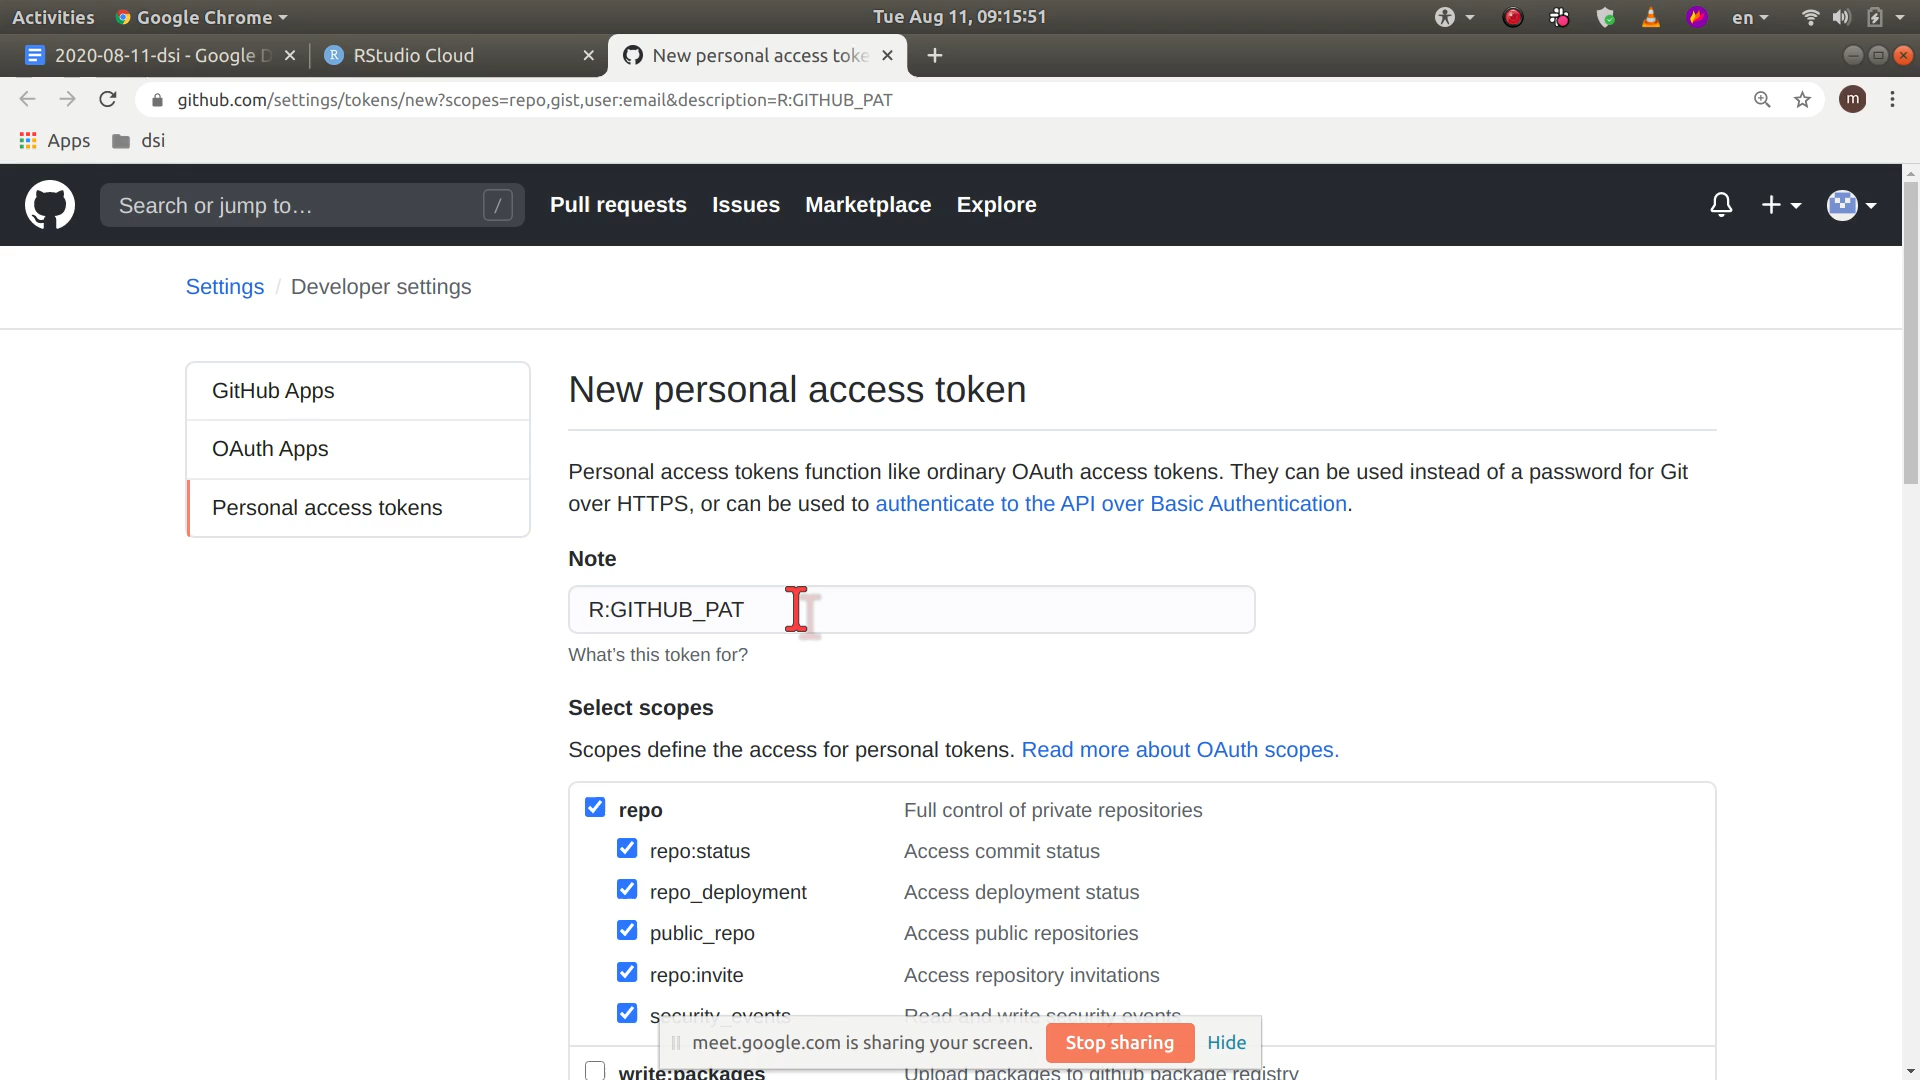 Activities Google Chrome Tue Aug 11, 09:15:51 en
2020-08-11-dsi - Google D RStudio Cloud New personal access toke
github.com/settings/tokens/new?scopes=repo,gist,user:email&description=R:GITHUB_PAT m
Apps dsi
Search or jump to… / Pull requests Issues Marketplace Explore
Settings / Developer settings
GitHub Apps
OAuth Apps
Personal access tokens
New personal access token
Personal access tokens function like ordinary OAuth access tokens. They can be used instead of a password for Git
over HTTPS, or can be used to authenticate to the API over Basic Authentication.
Note
R:GITHUB_PAT
What's this token for?
Select scopes
Scopes define the access for personal tokens. Read more about OAuth scopes.
repo Full control of private repositories
repo:status Access commit status
repo_deployment Access deployment status
public_repo Access public repositories
repo:invite Access repository invitations
security_events Read and write security events
meet.google.com is sharing your screen. Stop sharing Hide
write:packages Upload packages to github package registry